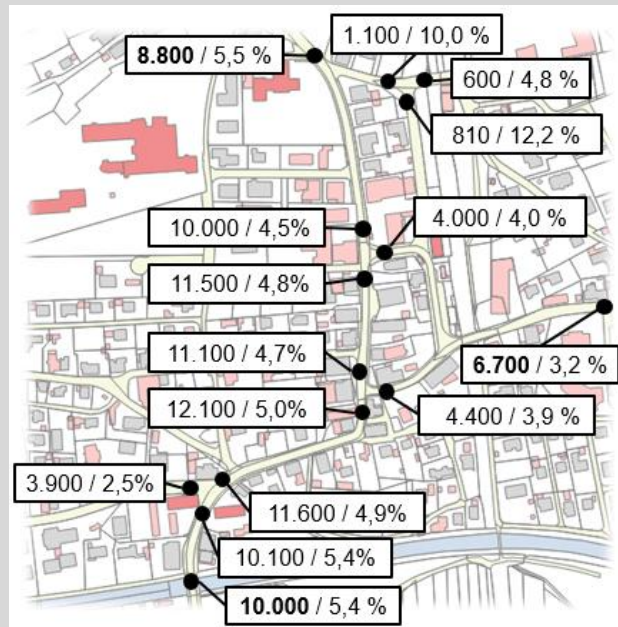 1.100 / 10,0 %
8.800 / 5,5 %
600 / 4,8 %
810 / 12,2 %
10.000 / 4,5%
4.000 / 4,0 %
11.500 / 4,8%
11.100 / 4,7%
6.700 / 3,2 %
12.100 / 5,0%
4.400 / 3,9 %
3.900 / 2,5%
11.600 / 4,9%
10.100 / 5,4%
10.000 / 5,4 %